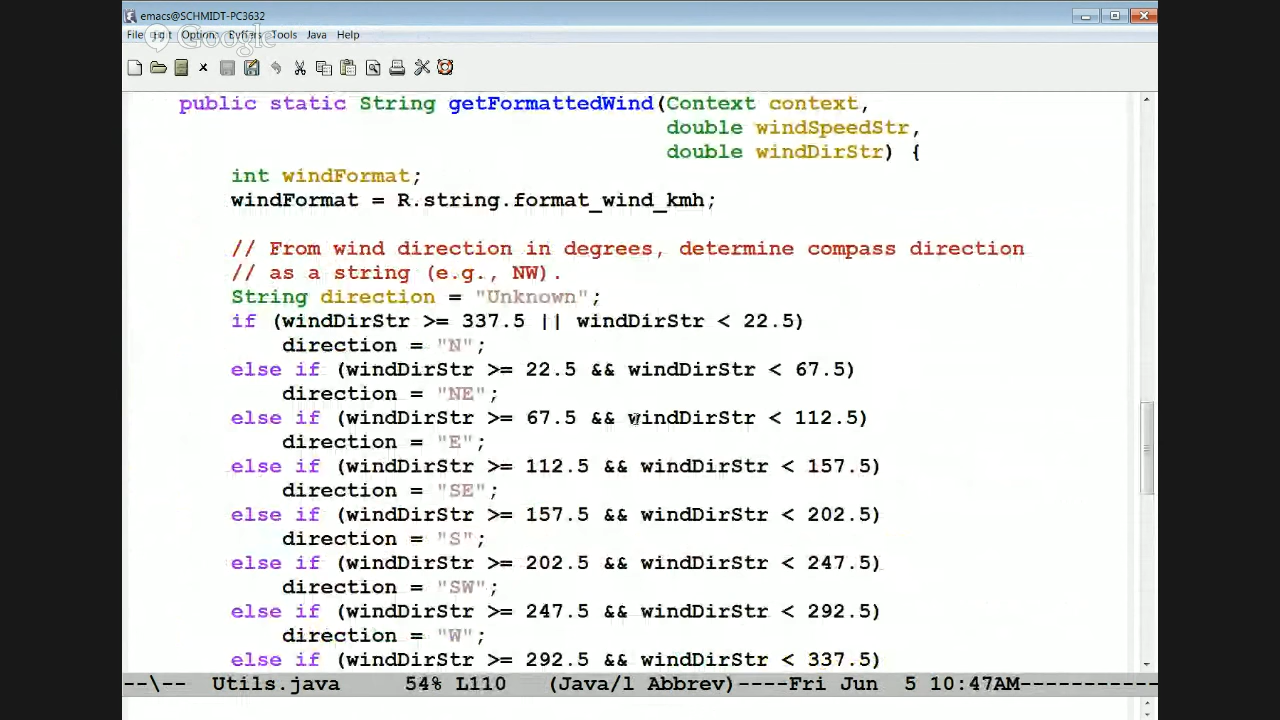 emacs@SCHMIDT-PC3632
File Edit Options Buffers Tools Java Help
Google
public static String getFormattedWind(Context context,
double windSpeedStr,
double windDirStr) {
int windFormat;
windFormat = R.string.format_wind_kmh;
// From wind direction in degrees, determine compass direction
// as a string (e.g., NW).
String direction = "Unknown";
if (windDirStr >= 337.5 || windDirStr < 22.5)
direction = "N";
else if (windDirStr >= 22.5 && windDirStr < 67.5)
direction = "NE";
else if (windDirStr >= 67.5 && windDirStr < 112.5)
direction = "E";
else if (windDirStr >= 112.5 && windDirStr < 157.5)
direction = "SE";
else if (windDirStr >= 157.5 && windDirStr < 202.5)
direction = "S";
else if (windDirStr >= 202.5 && windDirStr < 247.5)
direction = "SW";
else if (windDirStr >= 247.5 && windDirStr < 292.5)
direction = "W";
else if (windDirStr >= 292.5 && windDirStr < 337.5)
--\-- Utils.java 54% L110 (Java/l Abbrev)----Fri Jun 5 10:47AM-----------